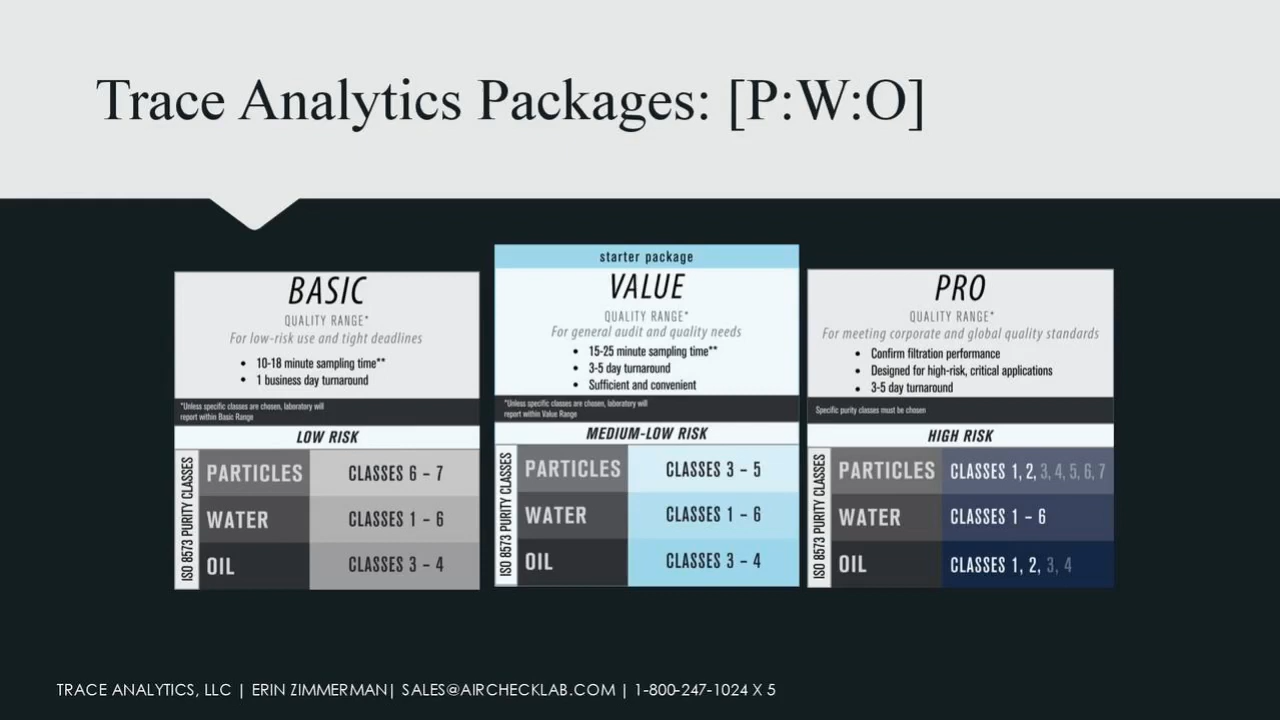 Trace Analytics Packages: [P:W:O]
BASIC
QUALITY RANGE*
For low-risk use and tight deadlines
• 10-18 minute sampling time**
• 1 business day turnaround
*Unless specific classes are chosen, laboratory will
report within Basic Range
LOW RISK
ISO 8573 PURITY CLASSES
PARTICLES CLASSES 6 – 7
WATER CLASSES 1 – 6
OIL CLASSES 3 – 4
starter package
VALUE
QUALITY RANGE*
For general audit and quality needs
• 15-25 minute sampling time**
• 3-5 day turnaround
• Sufficient and convenient
*Unless specific classes are chosen, laboratory will
report within Value Range
MEDIUM-LOW RISK
ISO 8573 PURITY CLASSES
PARTICLES CLASSES 3 – 5
WATER CLASSES 1 – 6
OIL CLASSES 3 – 4
PRO
QUALITY RANGE*
For meeting corporate and global quality standards
• Confirm filtration performance
• Designed for high-risk, critical applications
• 3-5 day turnaround
Specific purity classes must be chosen
HIGH RISK
ISO 8573 PURITY CLASSES
PARTICLES CLASSES 1, 2, 3, 4, 5, 6, 7
WATER CLASSES 1 – 6
OIL CLASSES 1, 2, 3, 4
TRACE ANALYTICS, LLC | ERIN ZIMMERMAN| SALES@AIRCHECKLAB.COM | 1-800-247-1024 X 5